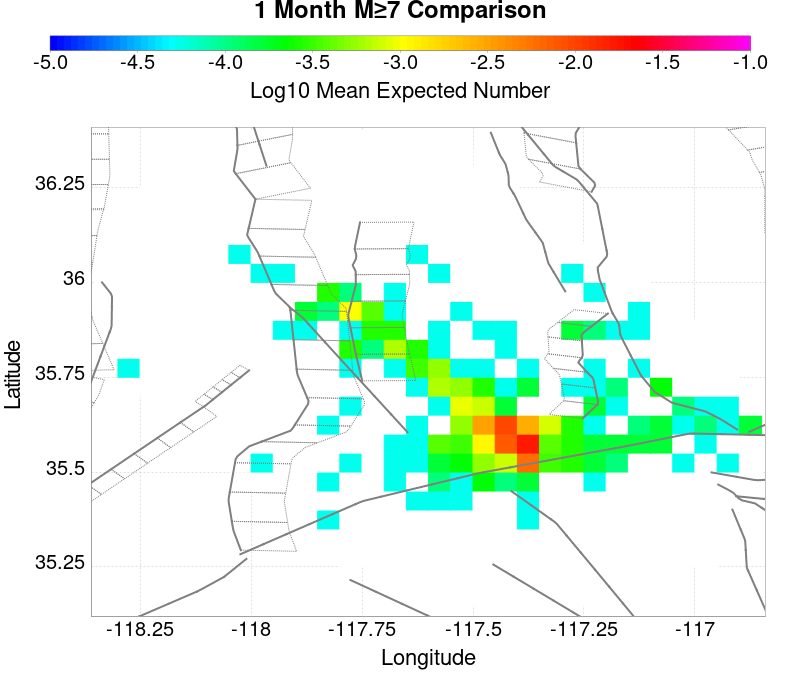 1 Month M≥7 Comparison
-5.0 -4.5 -4.0 -3.5 -3.0 -2.5 -2.0 -1.5 -1.0
Log10 Mean Expected Number
36.25
36
35.75
35.5
35.25
Latitude
-118.25 -118 -117.75 -117.5 -117.25 -117
Longitude